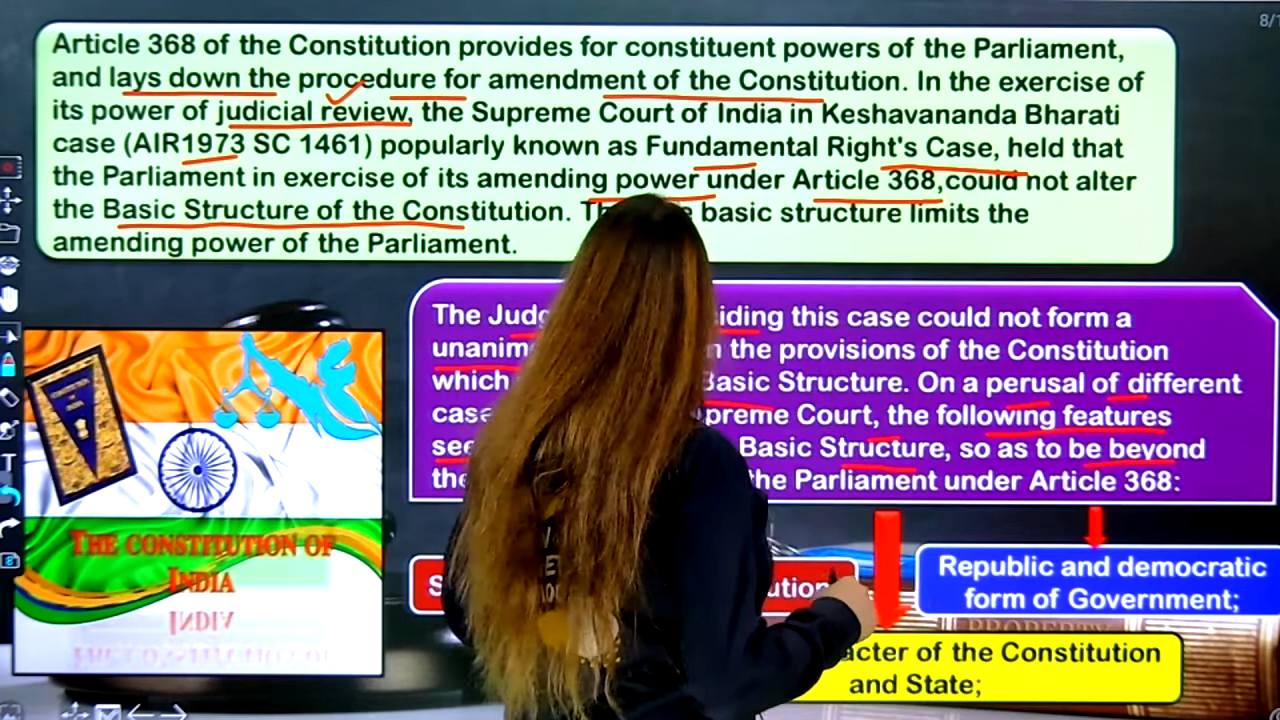 8/1
Article 368 of the Constitution provides for constituent powers of the Parliament,
and lays down the procedure for amendment of the Constitution. In the exercise of
its power of judicial review, the Supreme Court of India in Keshavananda Bharati
case (AIR1973 SC 1461) popularly known as Fundamental Right's Case, held that
the Parliament in exercise of its amending power under Article 368, could not alter
the Basic Structure of the Constitution. basic structure limits the
amending power of the Parliament.
The this case could not form a
the provisions of the Constitution
which Basic Structure. On a perusal of different
Court, the following features
Basic Structure, so as to be beyond
the Parliament under Article 368:
THE CONSTITUTION OF
INDIA
Republic and democratic
form of Government;
of the Constitution
and State;